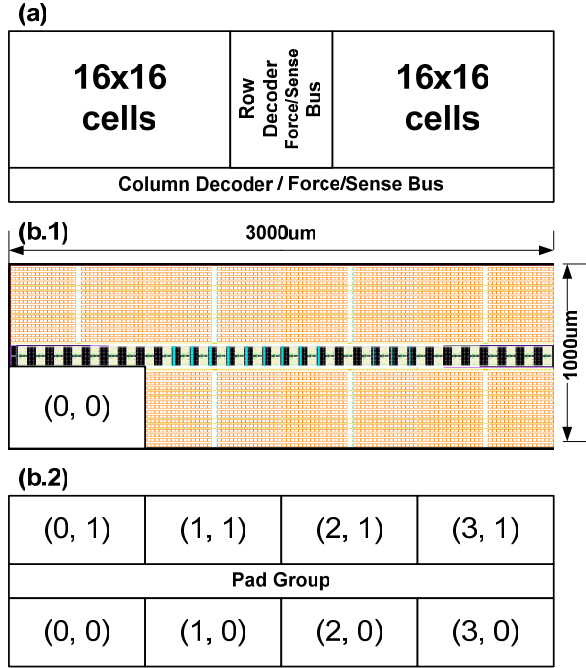 (a)
16x16
cells
Row
Decoder
Force/Sense
Bus
16x16
cells
Column Decoder / Force/Sense Bus
(b.1)
3000um
1000um
(0, 0)
(b.2)
(0, 1) (1, 1) (2, 1) (3, 1)
Pad Group
(0, 0) (1, 0) (2, 0) (3, 0)